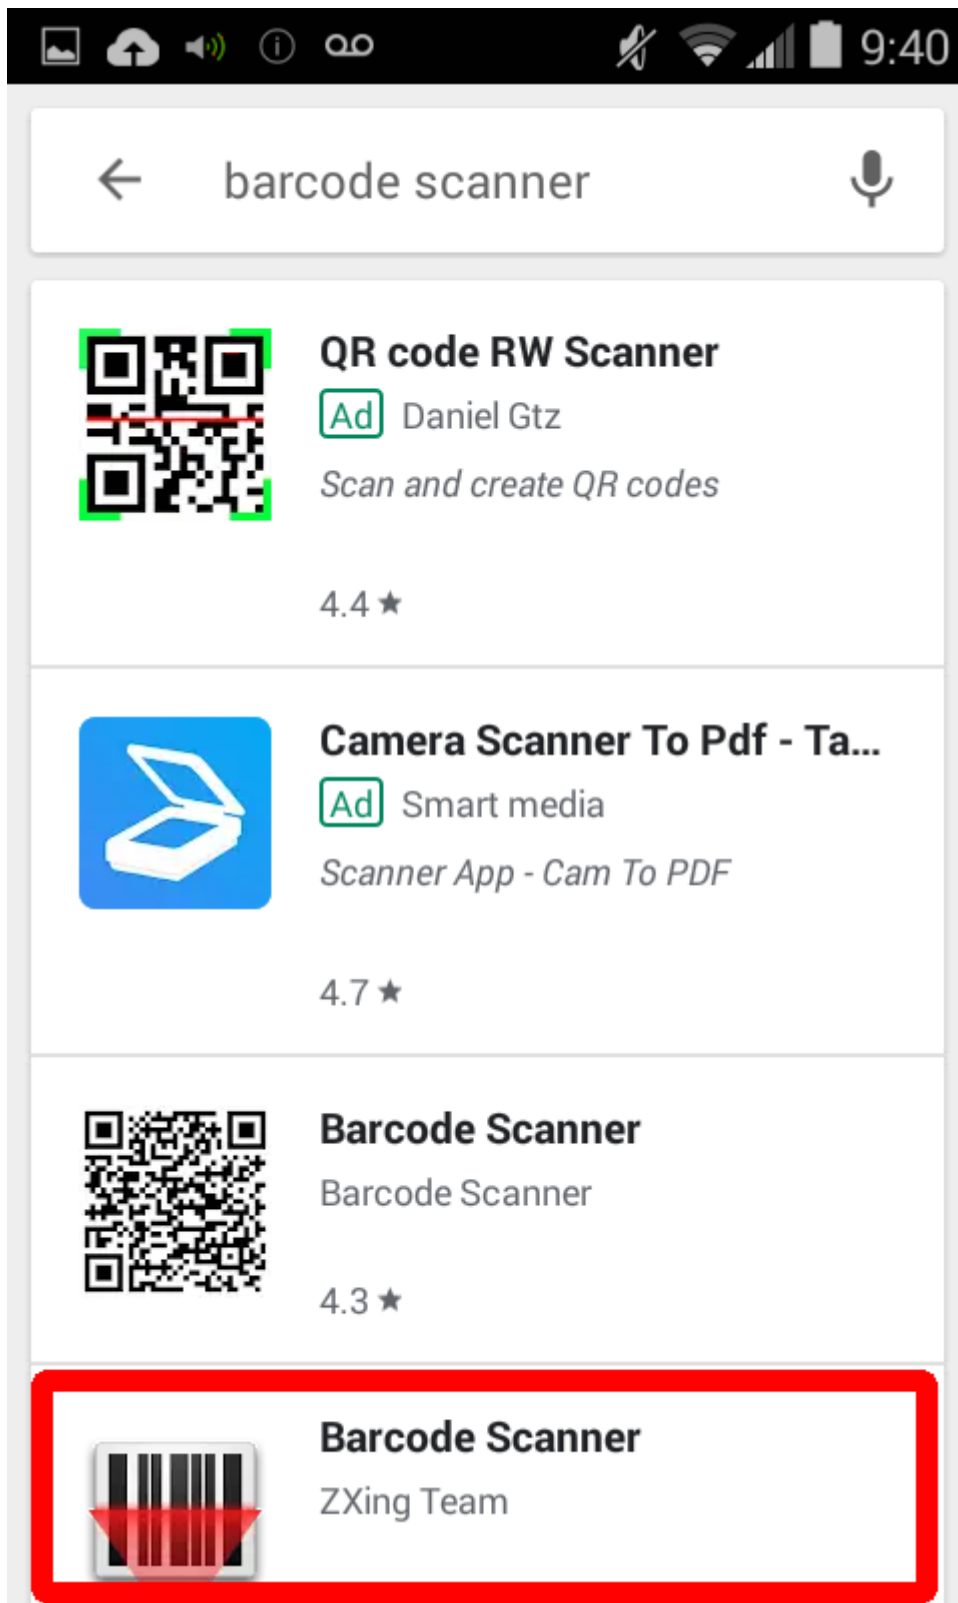 9:40
barcode scanner
QR code RW Scanner
Ad Daniel Gtz
Scan and create QR codes
4.4 ★
Camera Scanner To Pdf - Ta...
Ad Smart media
Scanner App - Cam To PDF
4.7 ★
Barcode Scanner
Barcode Scanner
4.3 ★
Barcode Scanner
ZXing Team